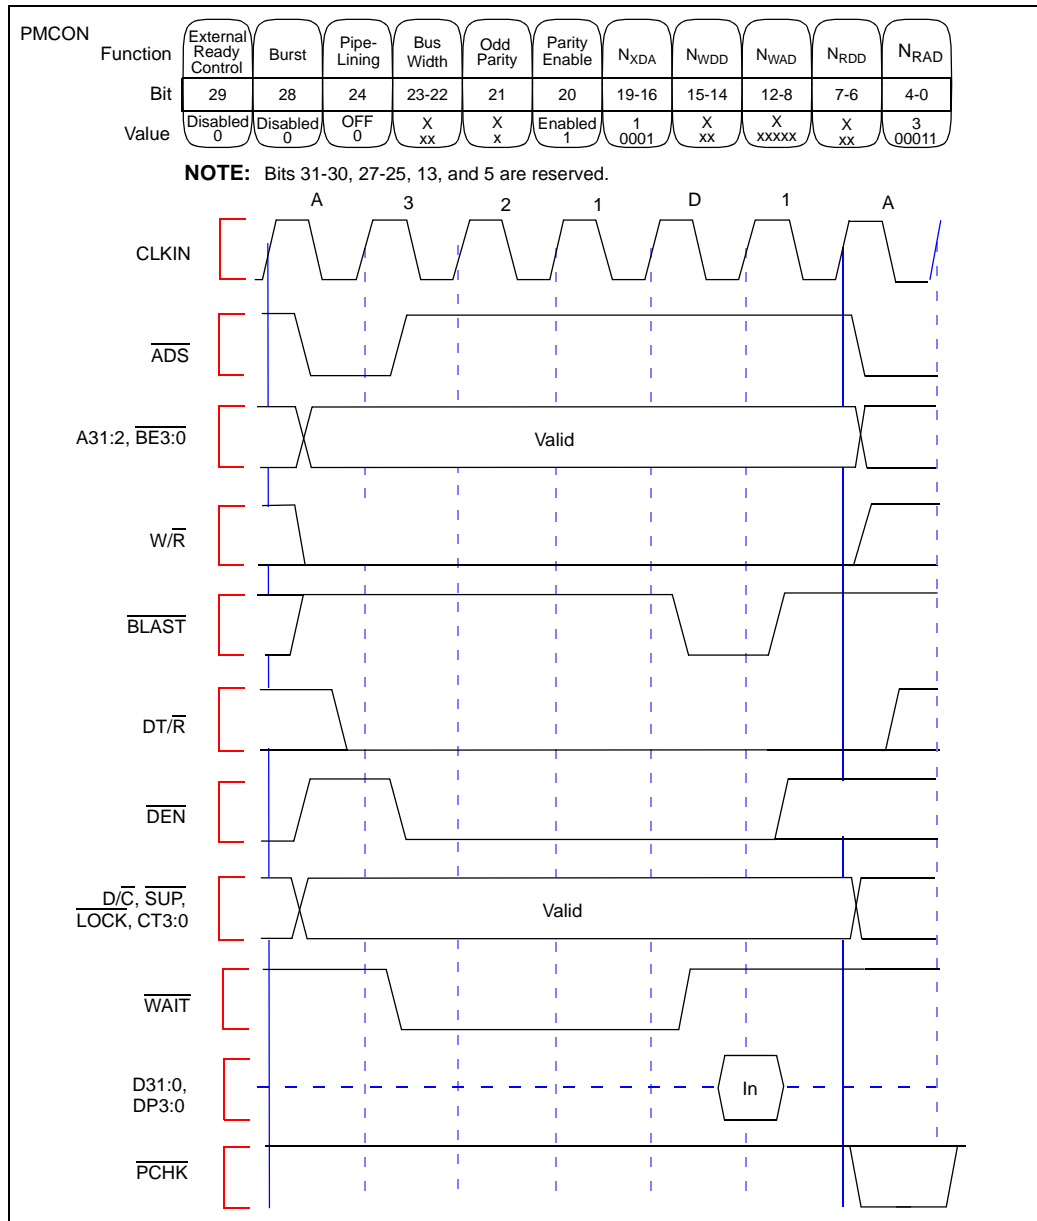 PMCON
Function External Ready Control Burst Pipe-Lining Bus Width Odd Parity Parity Enable NXDA NWDD NWAD NRDD NRAD
Bit 29 28 24 23-22 21 20 19-16 15-14 12-8 7-6 4-0
Value Disabled 0 Disabled 0 OFF 0 X xx X x Enabled 1 1 0001 X xx X xxxxx X xx 3 00011
NOTE: Bits 31-30, 27-25, 13, and 5 are reserved.
A 3 2 1 D 1 A
CLKIN
ADS
A31:2, BE3:0 Valid
W/R
BLAST
DT/R
DEN
D/C, SUP,
LOCK, CT3:0 Valid
WAIT
D31:0,
DP3:0 In
PCHK